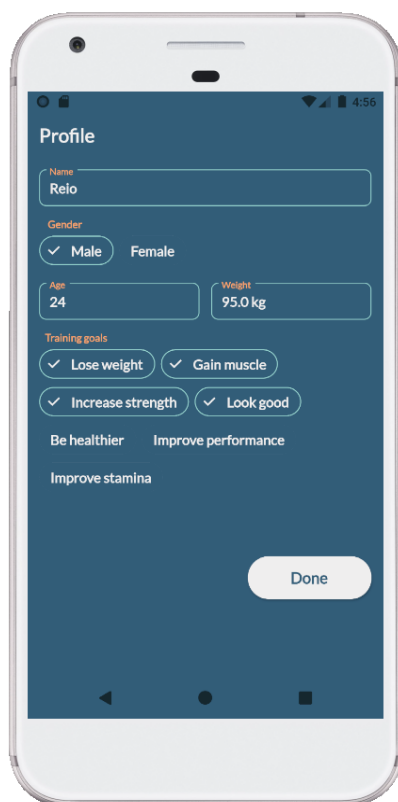 4:56
Profile
Name
Reio
Gender
Male Female
Age Weight
24 95.0 kg
Training goals
Lose weight Gain muscle
Increase strength Look good
Be healthier Improve performance
Improve stamina
Done